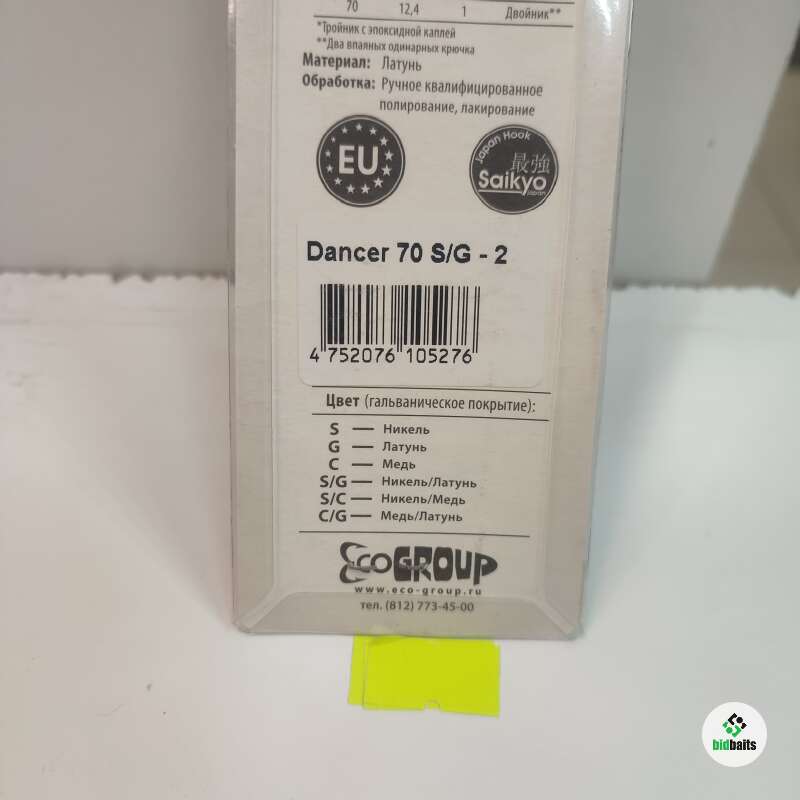 70 12,4 1 Двойник**
*Тройник с эпоксидной каплей
**Два впаяных одинарных крючка
Материал: Латунь
Обработка: Ручное квалифицированное
полирование, лакирование
EU
Japan Hook
最強
Saikyo
Japan
Dancer 70 S/G - 2
4 752076 105276
Цвет (гальваническое покрытие):
S — Никель
G — Латунь
C — Медь
S/G — Никель/Латунь
S/C — Никель/Медь
C/G — Медь/Латунь
ECOGROUP
www.eco-group.ru
тел. (812) 773-45-00
bidbaits